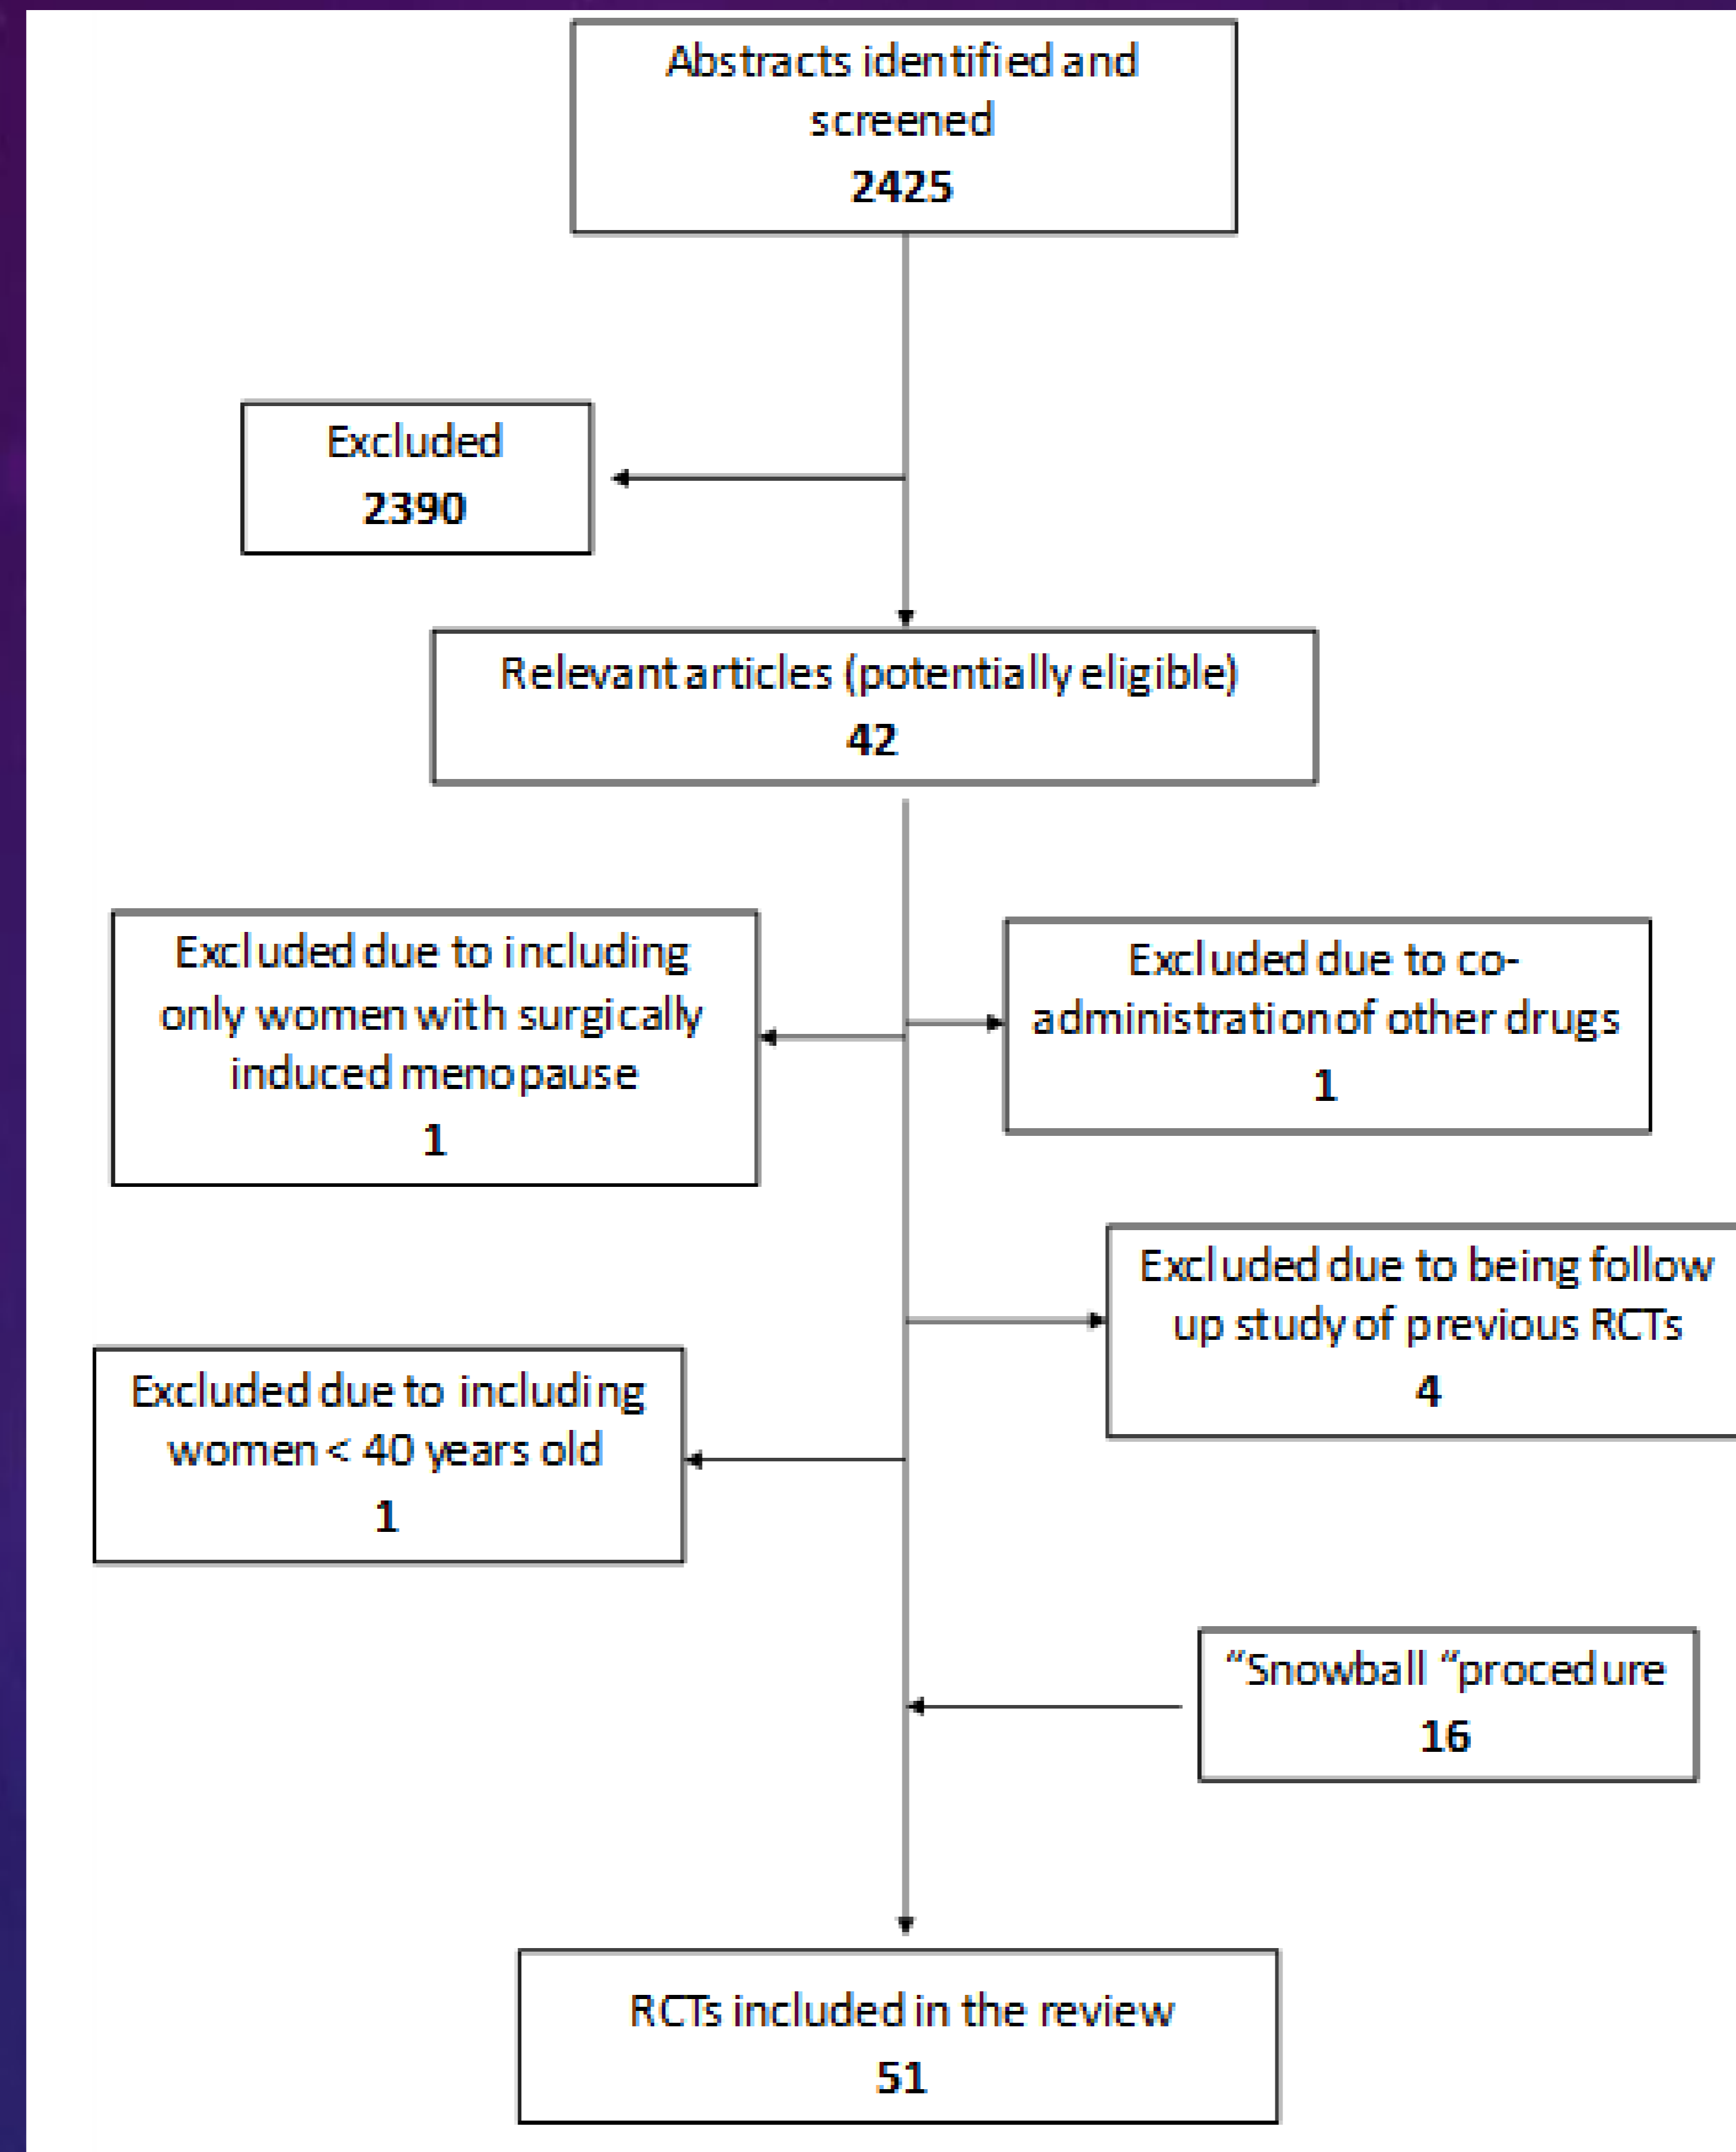 Abstracts identified and
screened
2425
Excluded
2390
Relevant articles (potentially eligible)
42
Excluded due to including
only women with surgically
induced menopause
1
Excluded due to co-
administration of other drugs
1
Excluded due to being follow
up study of previous RCTs
4
Excluded due to including
women < 40 years old
1
“Snowball “procedure
16
RCTs included in the review
51